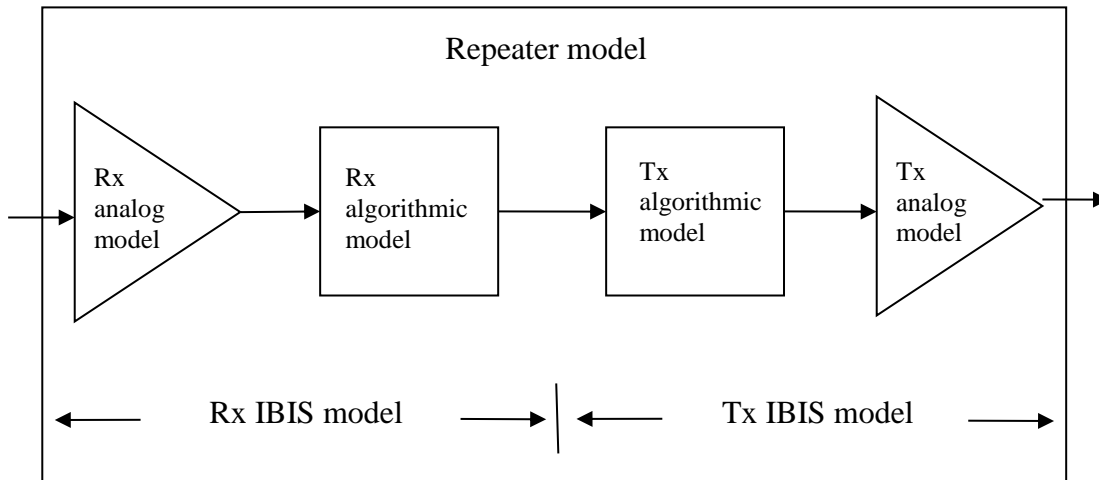 Repeater model
Rx
analog
model
Rx
algorithmic
model
Tx
algorithmic
model
Tx
analog
model
Rx IBIS model
Tx IBIS model